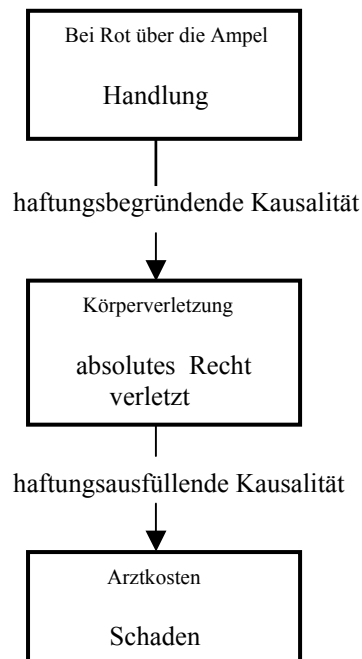 Bei Rot über die Ampel
Handlung
haftungsbegründende Kausalität
Körperverletzung
absolutes Recht
verletzt
haftungsausfüllende Kausalität
Arztkosten
Schaden